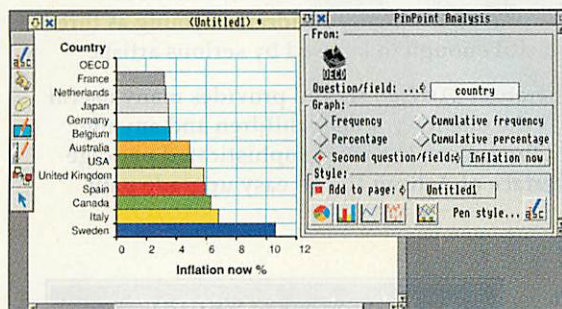 (Untitled1) *
Country
OECD
France
Netherlands
Japan
Germany
Belgium
Australia
USA
United Kingdom
Spain
Canada
Italy
Sweden
0 2 4 6 8 10 12
Inflation now %
abc
PinPoint Analysis
From:
OECD
Question/field: ... country
Graph:
Frequency Cumulative frequency
Percentage Cumulative percentage
Second question/field: Inflation now
Style:
Add to page: Untitled1
Pen style... abc